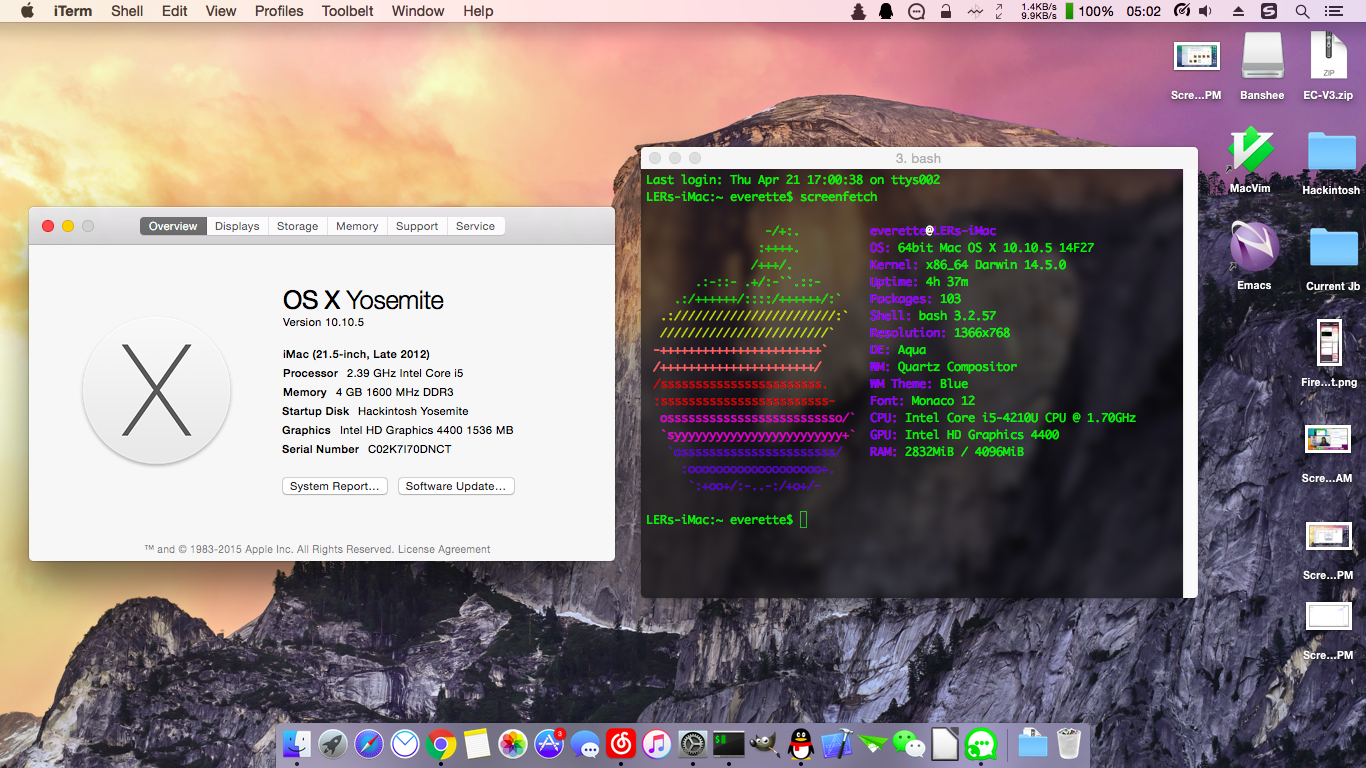 iTerm Shell Edit View Profiles Toolbelt Window Help
1.4KB/s
9.9KB/s
100% 05:02
Scre...PM
Banshee
EC-V3.zip
ZIP
MacVim
Hackintosh
Emacs
Current Jb
Fire...t.png
Scre...AM
Scre...PM
Scre...PM
Overview Displays Storage Memory Support Service
OS X Yosemite
Version 10.10.5
iMac (21.5-inch, Late 2012)
Processor 2.39 GHz Intel Core i5
Memory 4 GB 1600 MHz DDR3
Startup Disk Hackintosh Yosemite
Graphics Intel HD Graphics 4400 1536 MB
Serial Number C02K7I70DNCT
System Report...
Software Update...
™ and © 1983-2015 Apple Inc. All Rights Reserved. License Agreement
3. bash
Last login: Thu Apr 21 17:00:38 on ttys002
LERs-iMac:~ everette$ screenfetch
-/+:. everette@LERs-iMac
:++++. OS: 64bit Mac OS X 10.10.5 14F27
/+++/. Kernel: x86_64 Darwin 14.5.0
.:-::- .+/:-``.::- Uptime: 4h 37m
.:/++++++/::::/++++++/:` Packages: 103
.:///////////////////////:` Shell: bash 3.2.57
////////////////////////` Resolution: 1366x768
-+++++++++++++++++++++++` DE: Aqua
/++++++++++++++++++++++/ WM: Quartz Compositor
/sssssssssssssssssssssss. WM Theme: Blue
:ssssssssssssssssssssssss- Font: Monaco 12
osssssssssssssssssssssssso/` CPU: Intel Core i5-4210U CPU @ 1.70GHz
`syyyyyyyyyyyyyyyyyyyyyyyy+` GPU: Intel HD Graphics 4400
`ossssssssssssssssssssss/ RAM: 2832MiB / 4096MiB
:ooooooooooooooooooo+.
`:+oo+/:-..-:/+o+/-
LERs-iMac:~ everette$
3